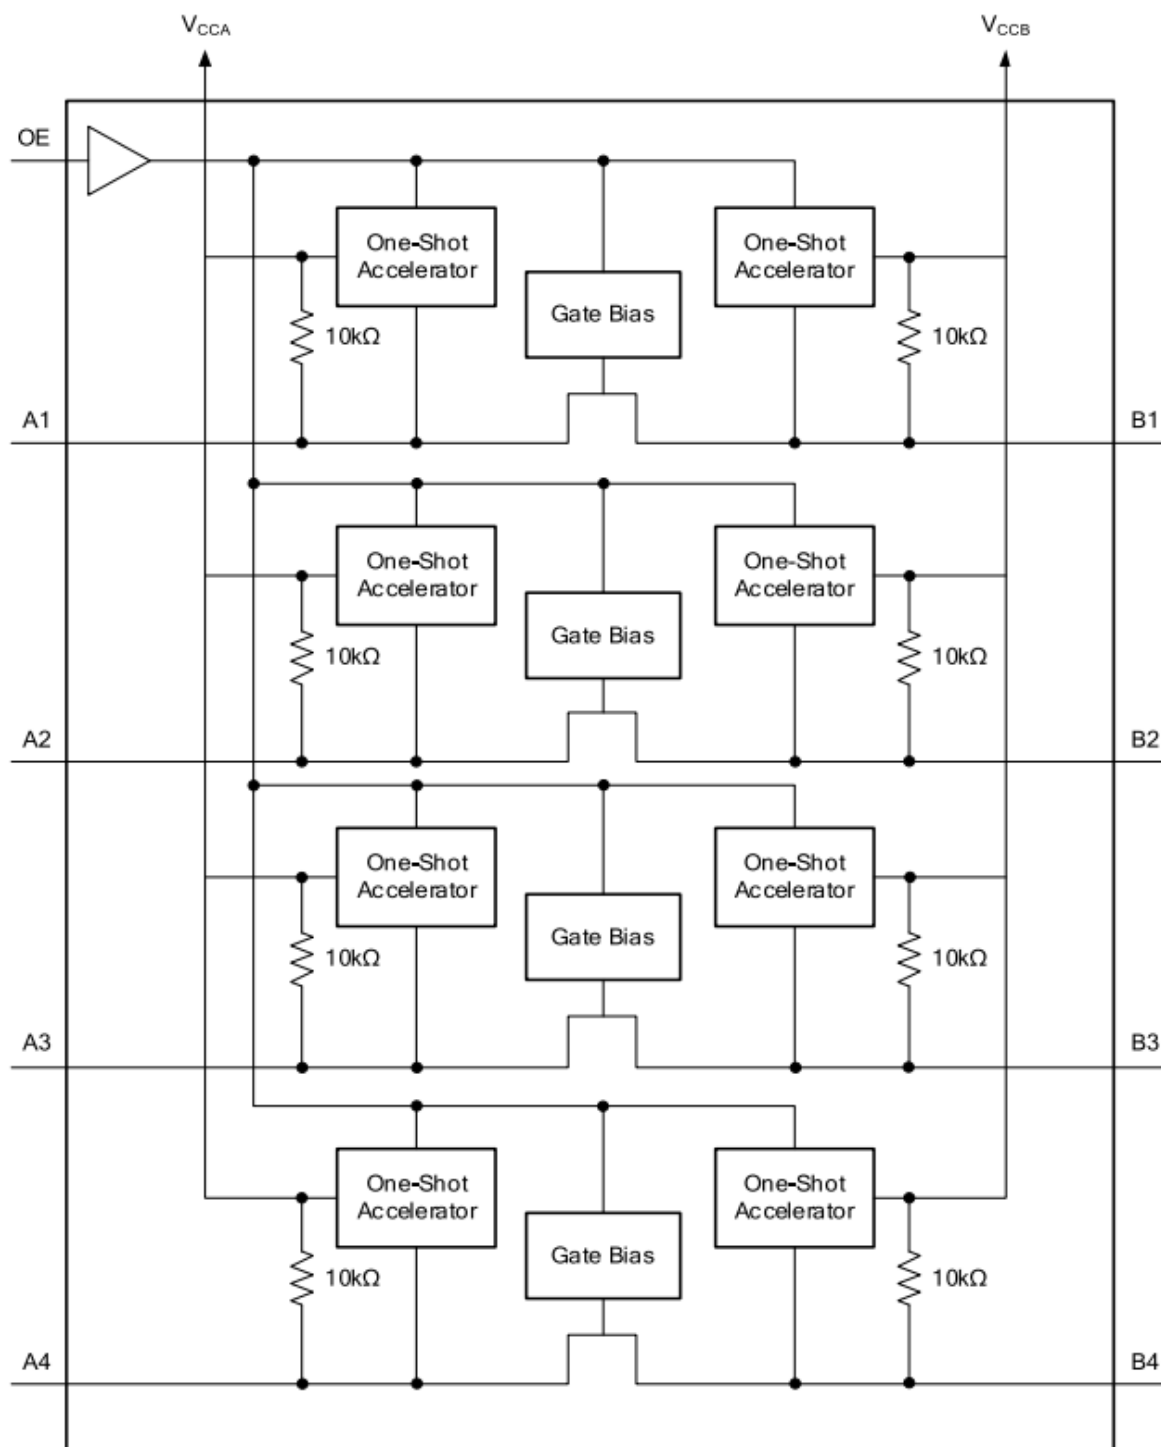 VCCA
VCCB
OE
One-Shot
Accelerator
One-Shot
Accelerator
Gate Bias
10kΩ
10kΩ
A1
B1
One-Shot
Accelerator
One-Shot
Accelerator
Gate Bias
10kΩ
10kΩ
A2
B2
One-Shot
Accelerator
One-Shot
Accelerator
Gate Bias
10kΩ
10kΩ
A3
B3
One-Shot
Accelerator
One-Shot
Accelerator
Gate Bias
10kΩ
10kΩ
A4
B4